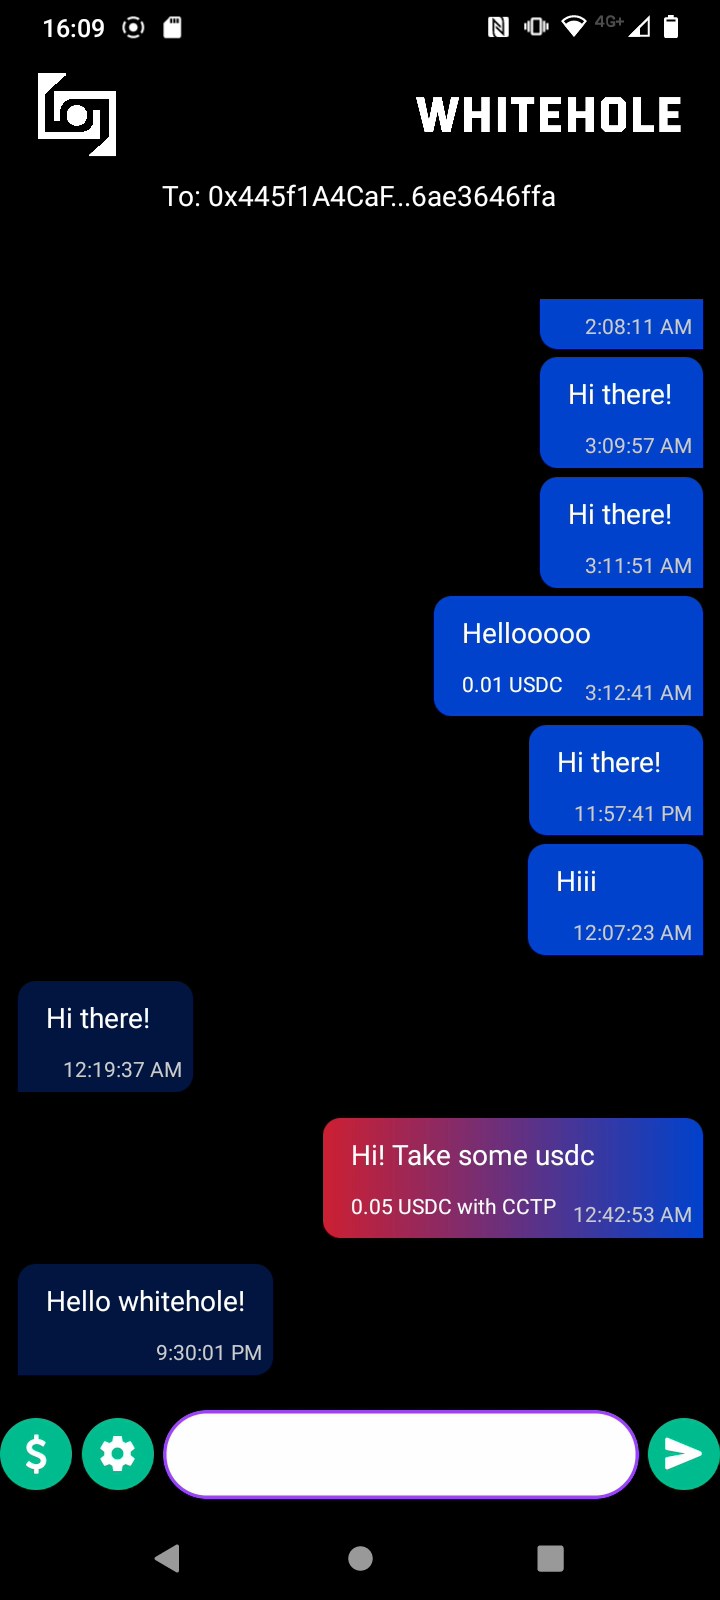 16:09
4G+
WHITEHOLE
To: 0x445f1A4CaF...6ae3646ffa
2:08:11 AM
Hi there!
3:09:57 AM
Hi there!
3:11:51 AM
Hellooooo
0.01 USDC 3:12:41 AM
Hi there!
11:57:41 PM
Hiii
12:07:23 AM
Hi there!
12:19:37 AM
Hi! Take some usdc
0.05 USDC with CCTP 12:42:53 AM
Hello whitehole!
9:30:01 PM
$